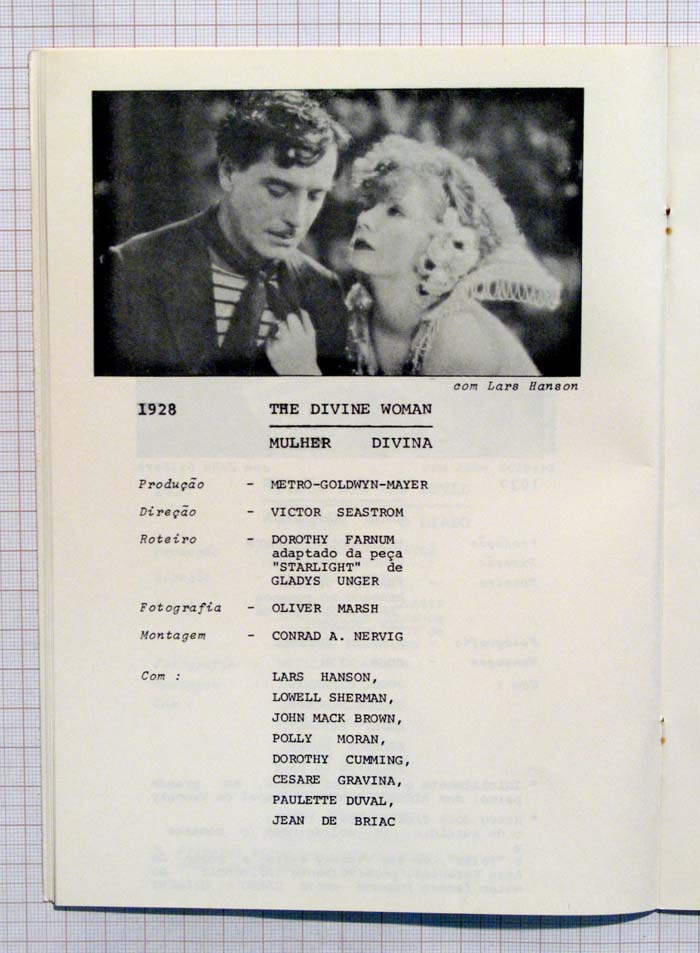 com Lars Hanson
1928 THE DIVINE WOMAN
MULHER DIVINA
Produção - METRO-GOLDWYN-MAYER
Direção - VICTOR SEASTROM
Roteiro - DOROTHY FARNUM
adaptado da peça
"STARLIGHT" de
GLADYS UNGER
Fotografia - OLIVER MARSH
Montagem - CONRAD A. NERVIG
Com : LARS HANSON,
LOWELL SHERMAN,
JOHN MACK BROWN,
POLLY MORAN,
DOROTHY CUMMING,
CESARE GRAVINA,
PAULETTE DUVAL,
JEAN DE BRIAC